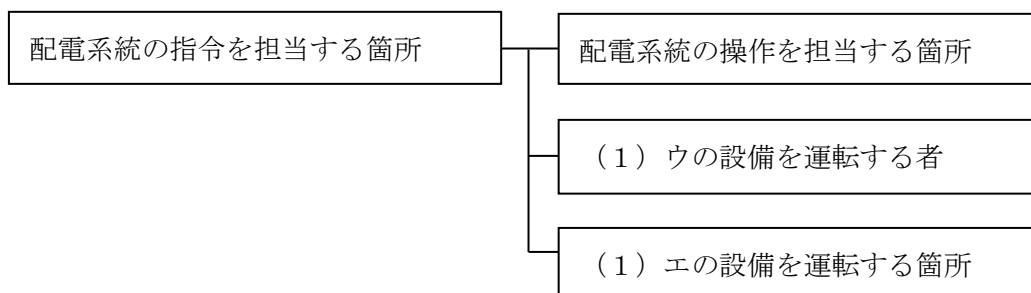 配電系統の指令を担当する箇所
配電系統の操作を担当する箇所
(1)ウの設備を運転する者
(1)エの設備を運転する箇所